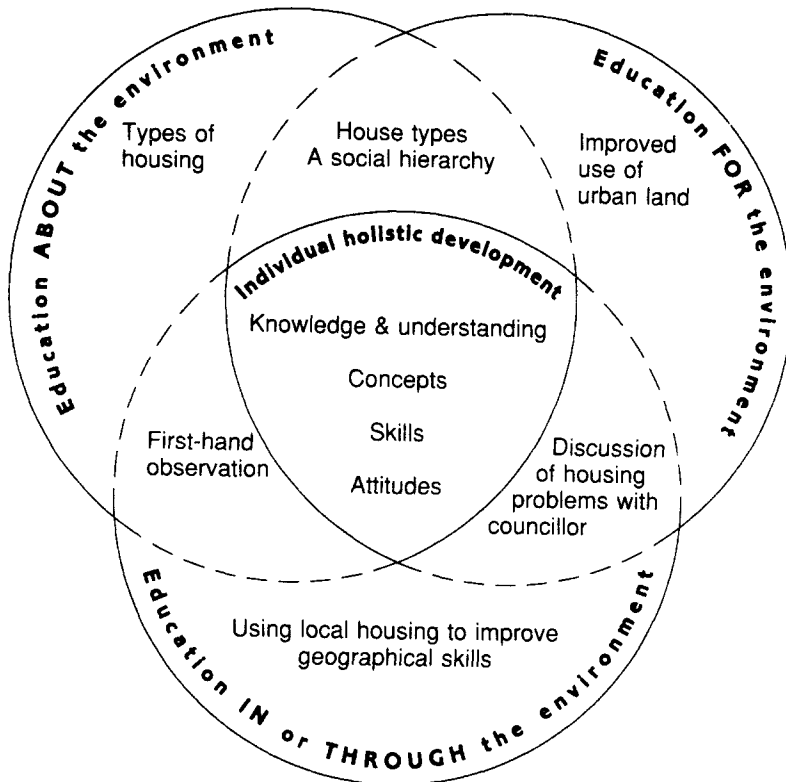 Education ABOUT the environment
Education FOR the environment
Types of
housing
House types
A social hierarchy
Improved
use of
urban land
Individual holistic development
Knowledge & understanding
Concepts
Skills
Attitudes
First-hand
observation
Discussion
of housing
problems with
councillor
Using local housing to improve
geographical skills
Education IN or THROUGH the environment